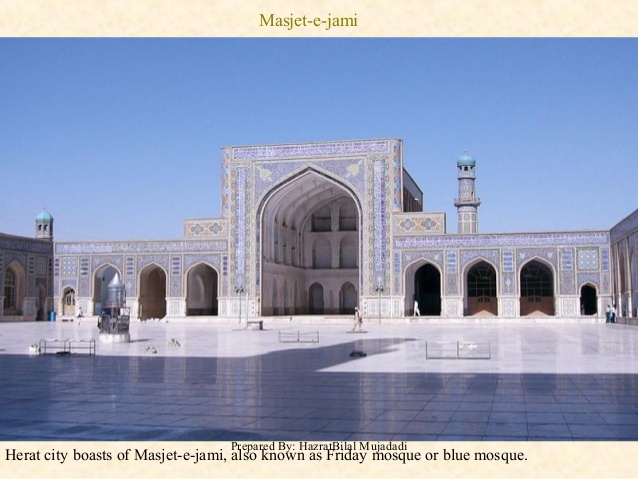 Masjet-e-jami
Prepared By: HazratBilal Mujadadi
Herat city boasts of Masjet-e-jami, also known as Friday mosque or blue mosque.